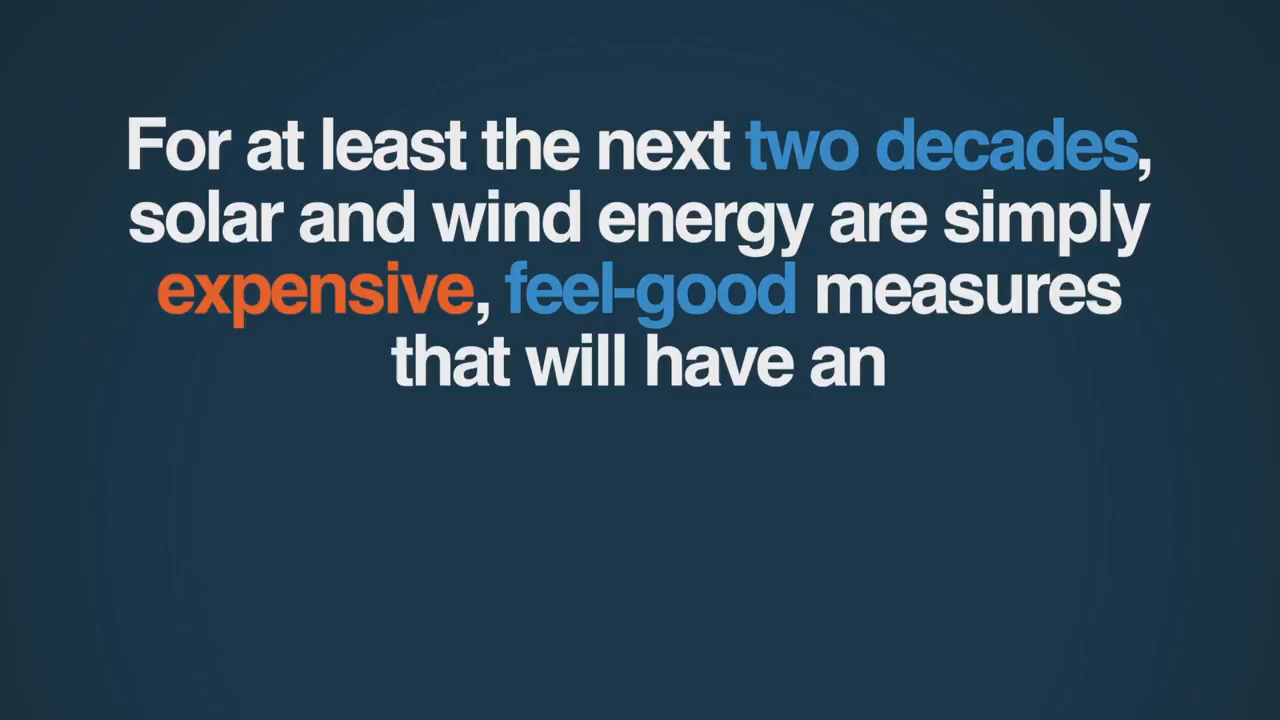 For at least the next two decades,
solar and wind energy are simply
expensive, feel-good measures
that will have an